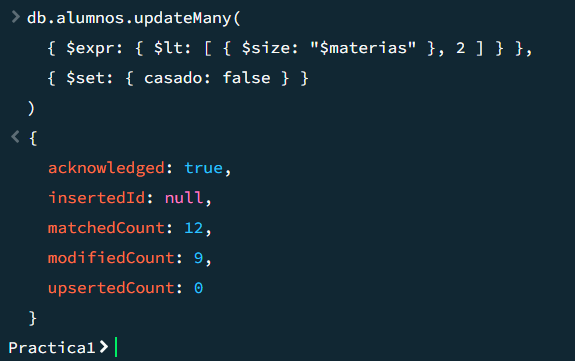 > db.alumnos.updateMany(
{ $expr: { $lt: [ { $size: "$materias" }, 2 ] } },
{ $set: { casado: false } }
)
< {
acknowledged: true,
insertedId: null,
matchedCount: 12,
modifiedCount: 9,
upsertedCount: 0
}
Practica1>